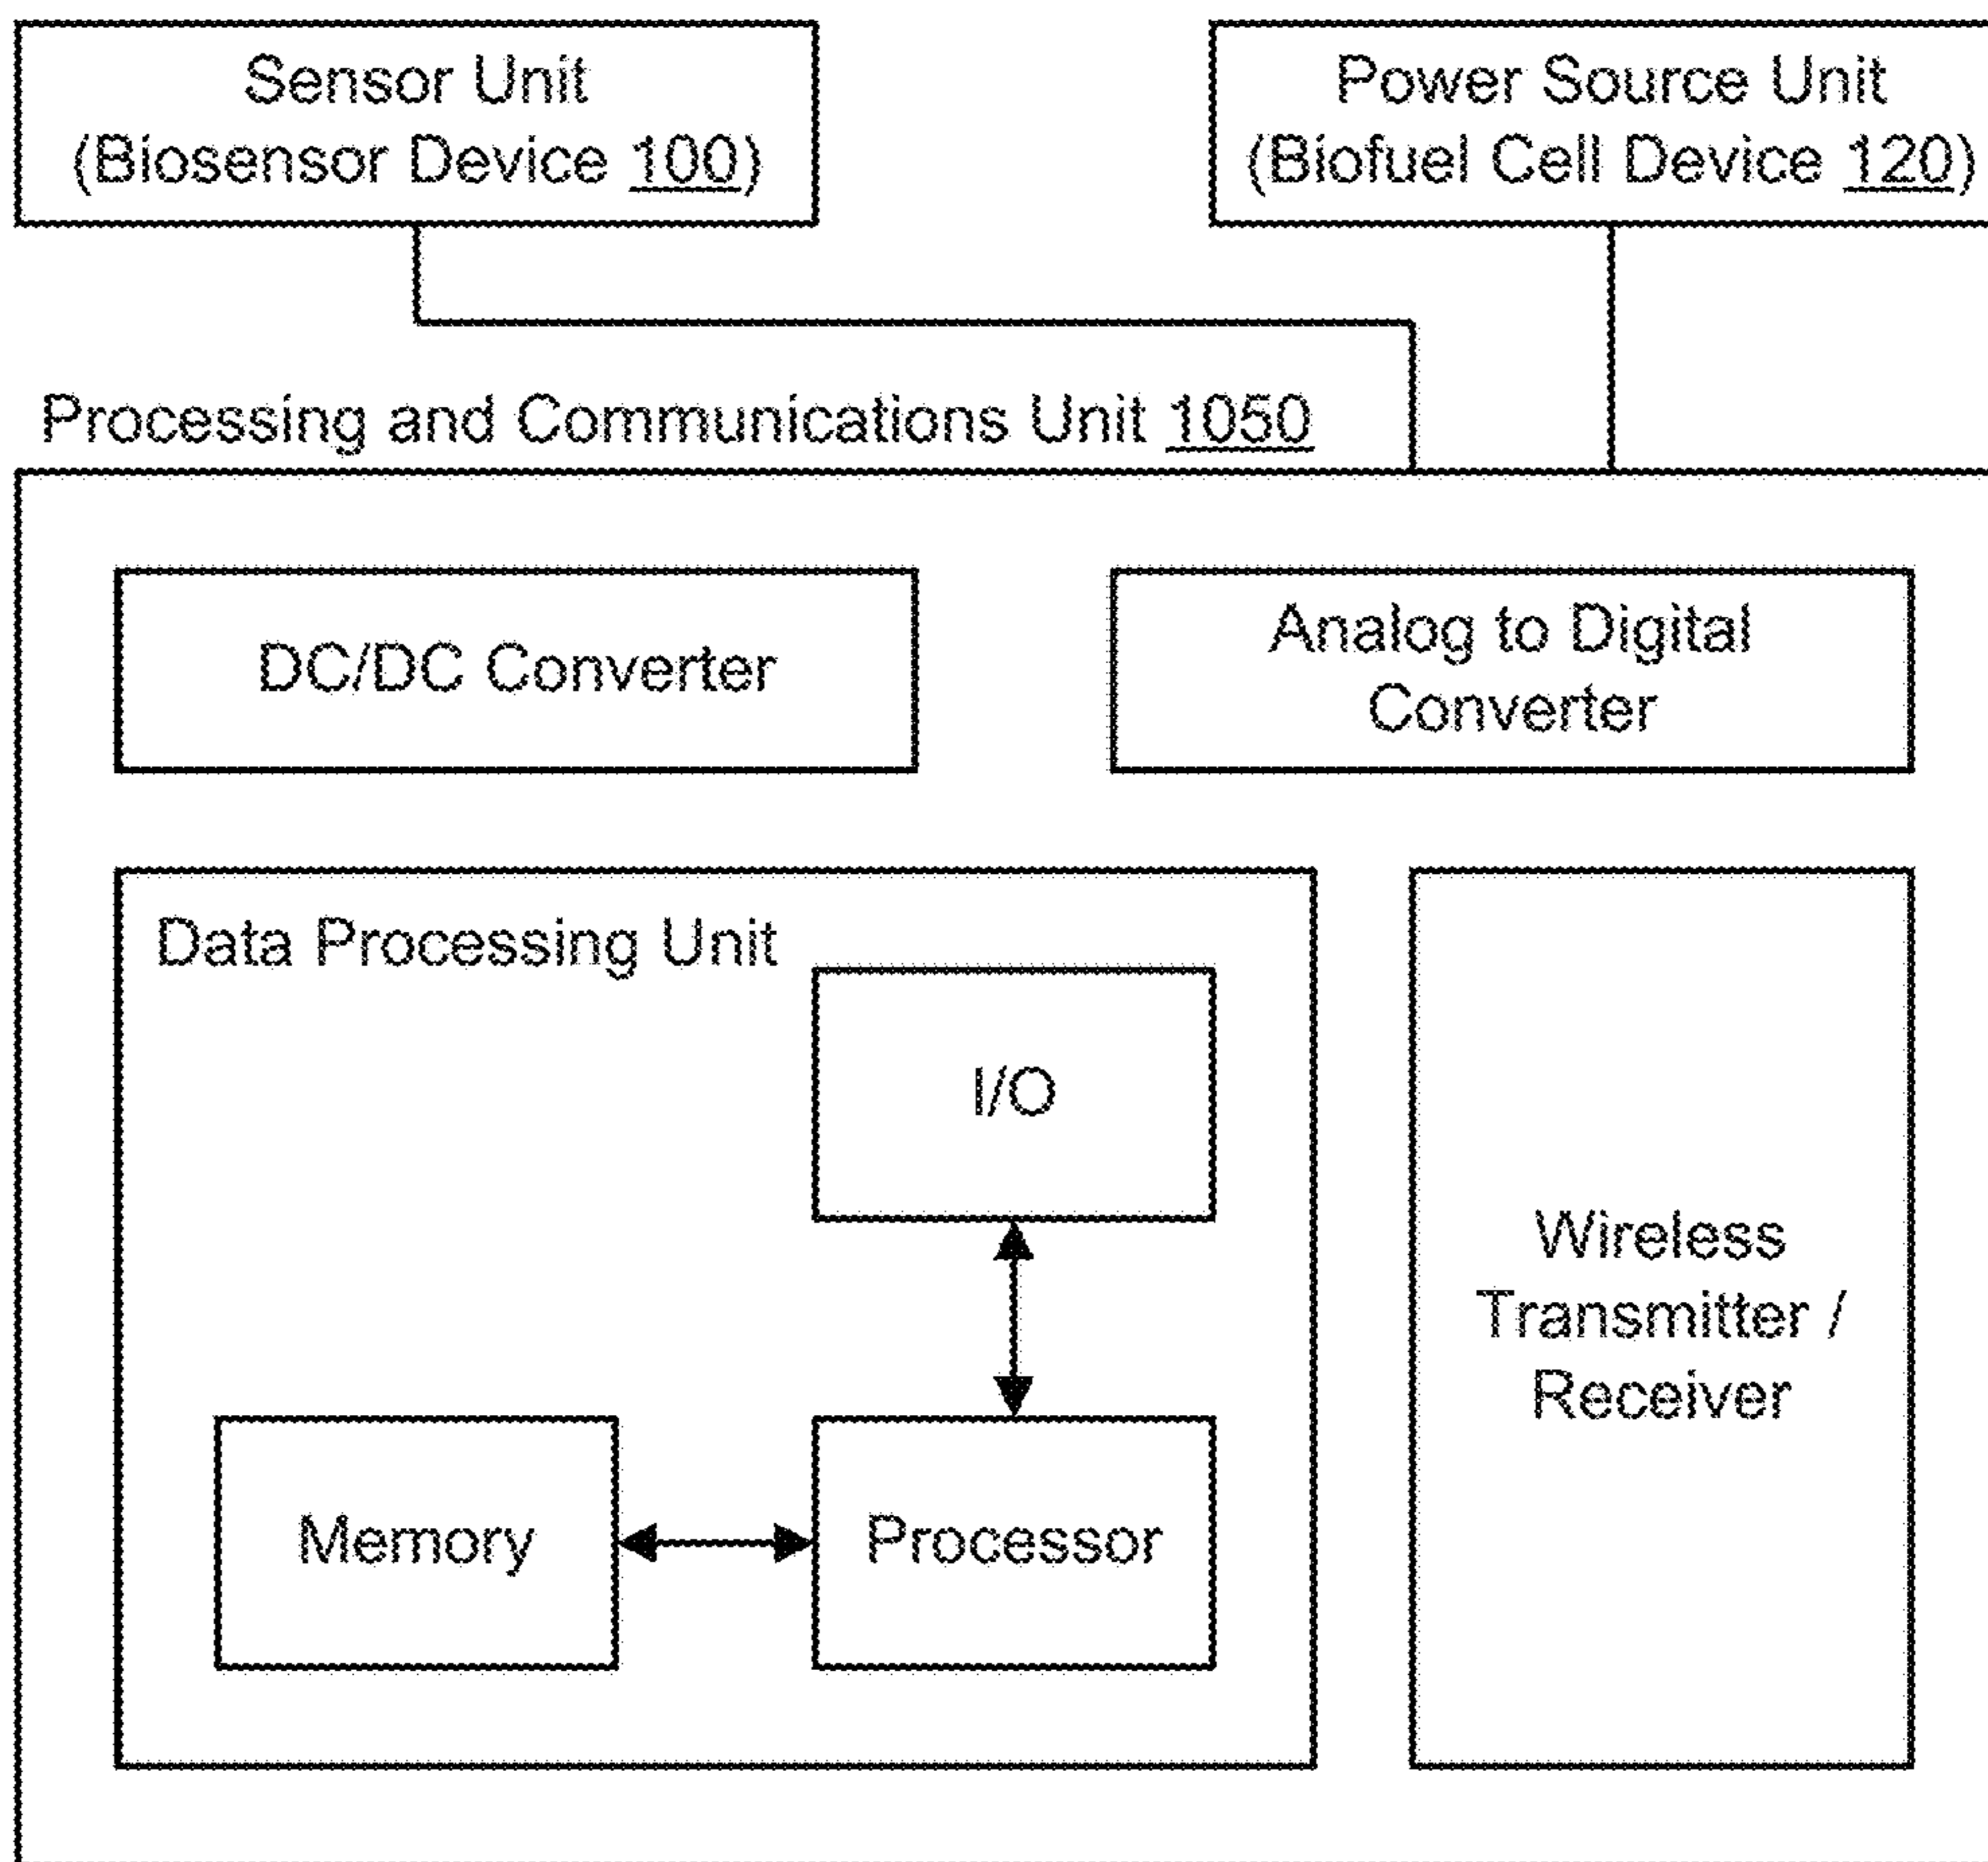 Sensor Unit
(Biosensor Device 100)
Power Source Unit
(Biofuel Cell Device 120)
Processing and Communications Unit 1050
DC/DC Converter
Analog to Digital
Converter
Data Processing Unit
I/O
Memory
Processor
Wireless
Transmitter /
Receiver